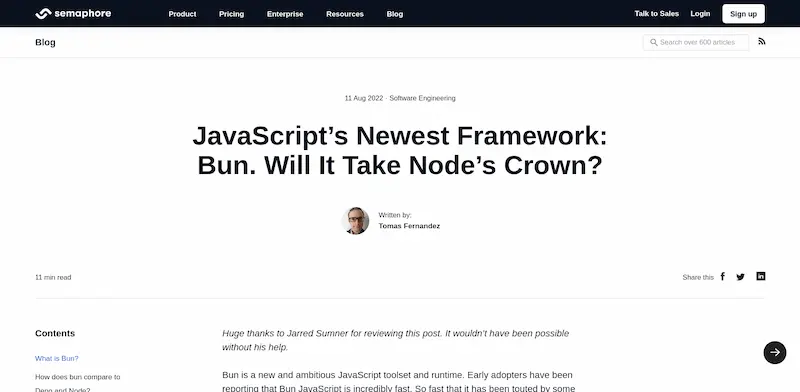 semaphore Product Pricing Enterprise Resources Blog Talk to Sales Login Sign up
Blog Search over 600 articles
11 Aug 2022 · Software Engineering
JavaScript’s Newest Framework:
Bun. Will It Take Node’s Crown?
Written by:
Tomas Fernandez
11 min read Share this
Contents
Huge thanks to Jarred Sumner for reviewing this post. It wouldn’t have been possible
without his help.
What is Bun?
How does bun compare to
Deno and Node?
Bun is a new and ambitious JavaScript toolset and runtime. Early adopters have been
reporting that Bun JavaScript is incredibly fast. So fast that it has been touted by some